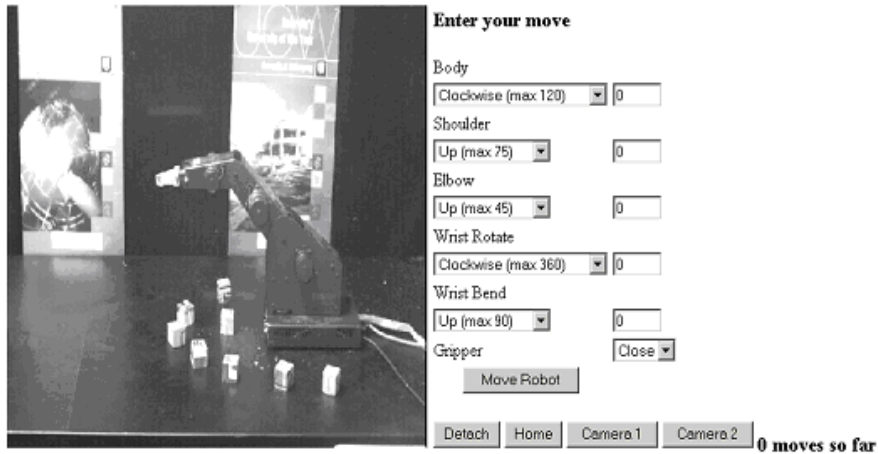 Enter your move
Body
Clockwise (max 120) 0
Shoulder
Up (max 75) 0
Elbow
Up (max 45) 0
Wrist Rotate
Clockwise (max 360) 0
Wrist Bend
Up (max 90) 0
Gripper Close
Move Robot
Detach Home Camera 1 Camera 2 0 moves so far